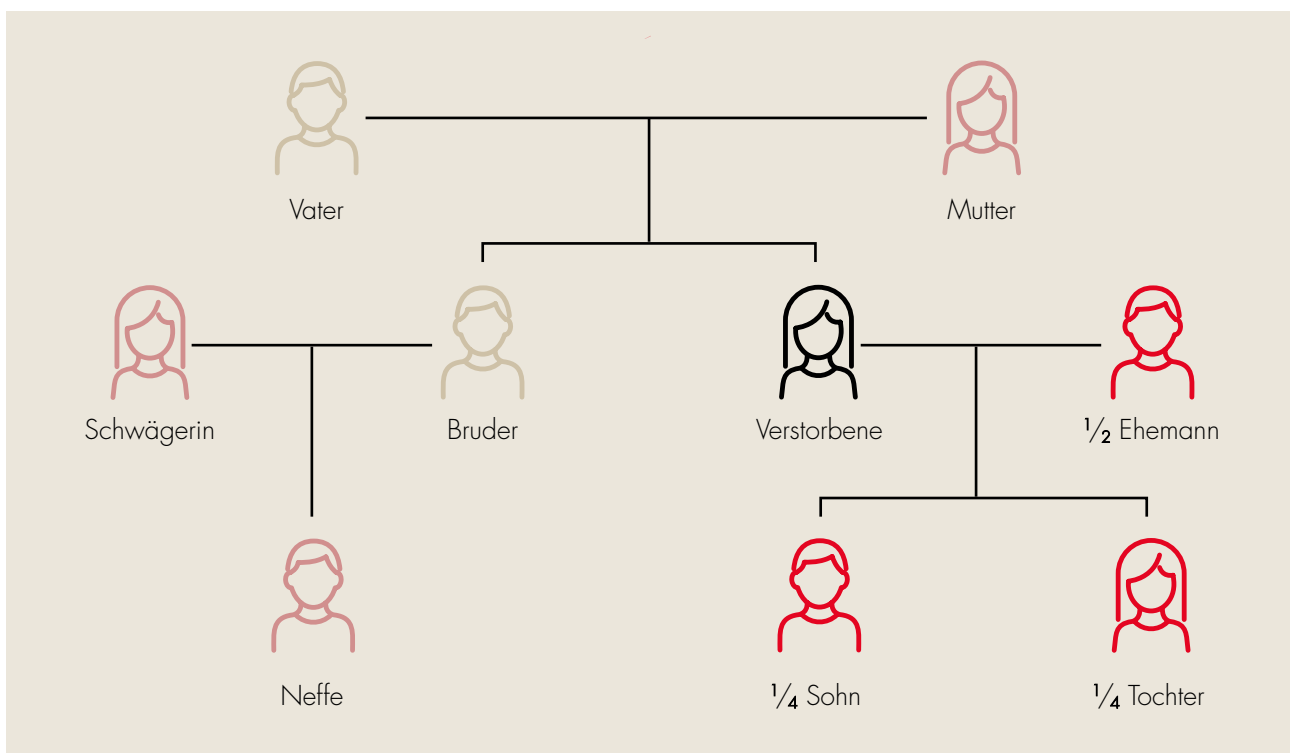 Vater
Mutter
Schwägerin
Bruder
Verstorbene
1/2 Ehemann
Neffe
1/4 Sohn
1/4 Tochter